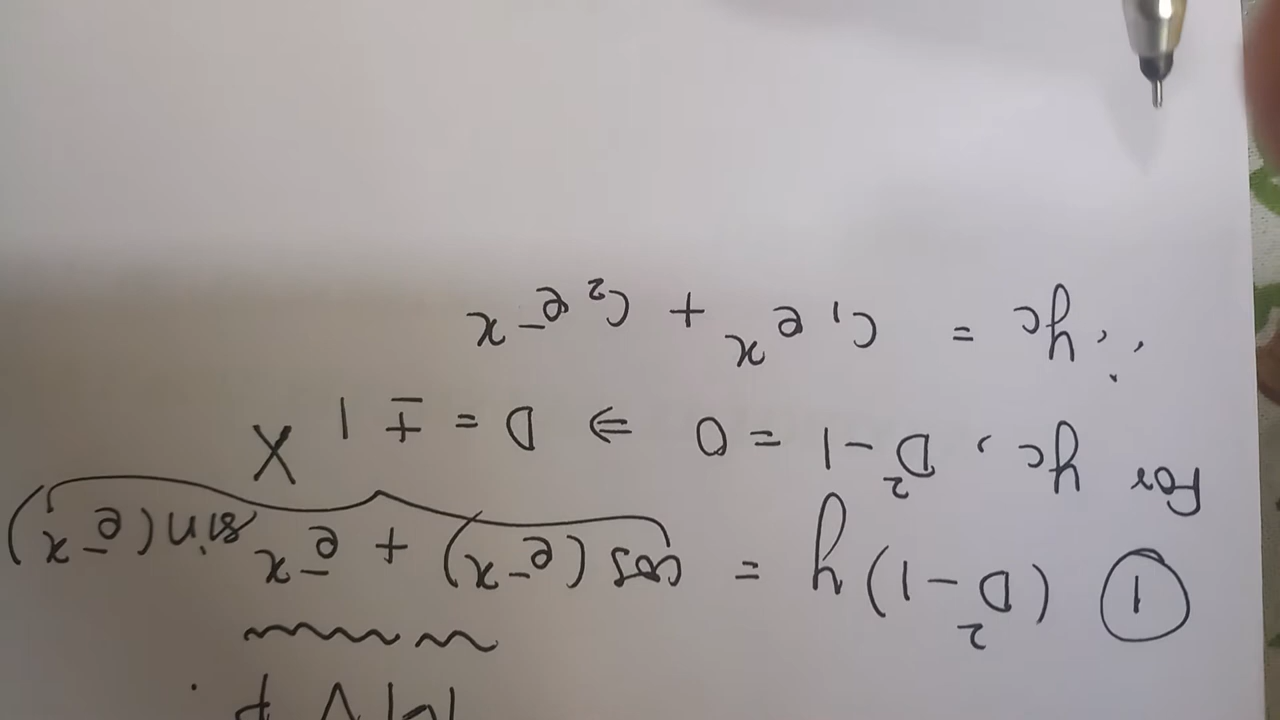 ① (D²-1)y = cos(e⁻ˣ) + e⁻ˣ sin(e⁻ˣ)
X
For yc, D²-1 = 0 ⇒ D = ±1
∴ yc = C₁eˣ + C₂e⁻ˣ